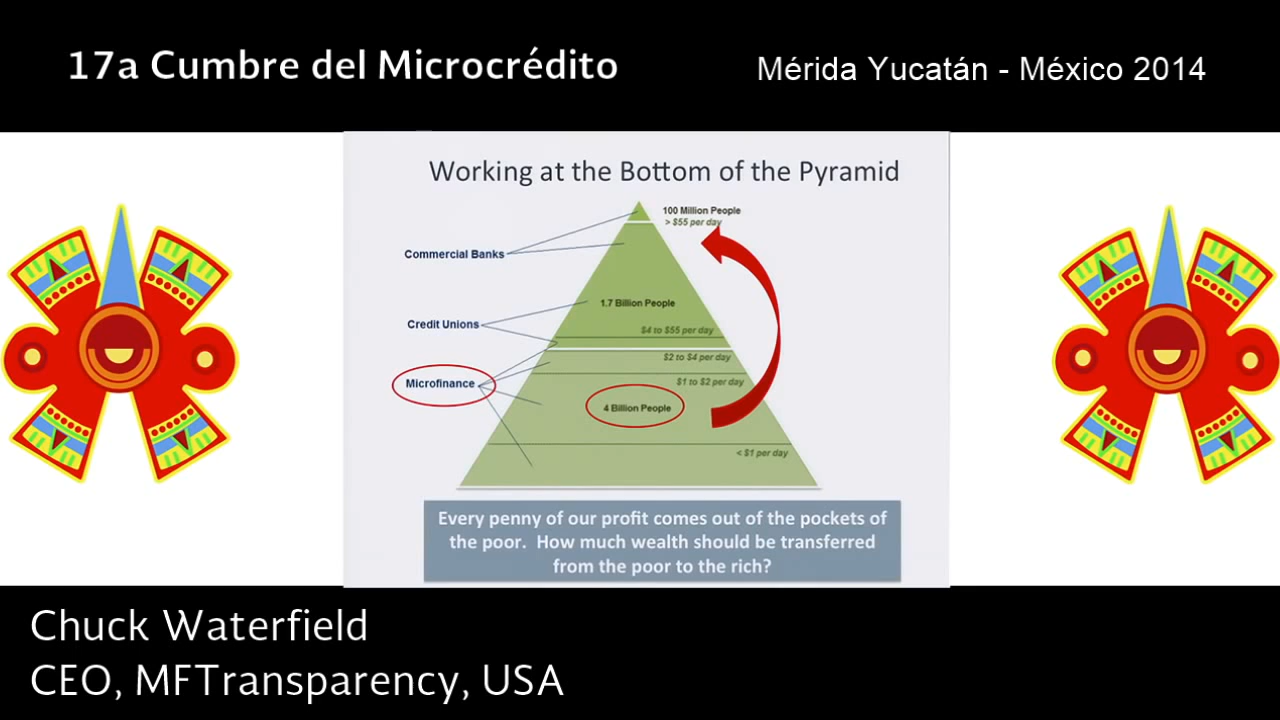 17a Cumbre del Microcrédito
Mérida Yucatán - México 2014
Working at the Bottom of the Pyramid
100 Million People
> $55 per day
Commercial Banks
1.7 Billion People
Credit Unions
$4 to $55 per day
$2 to $4 per day
Microfinance
$1 to $2 per day
4 Billion People
< $1 per day
Every penny of our profit comes out of the pockets of
the poor. How much wealth should be transferred
from the poor to the rich?
Chuck Waterfield
CEO, MFTransparency, USA